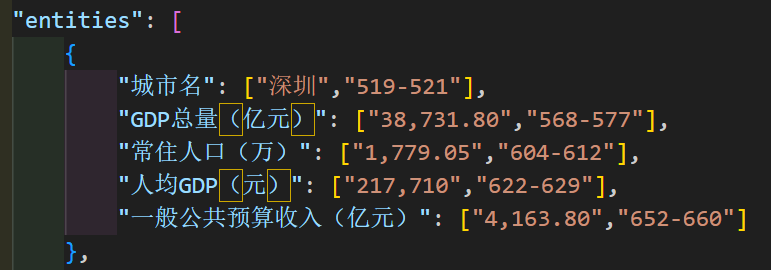 "entities": [
{
"城市名": ["深圳","519-521"],
"GDP总量（亿元）": ["38,731.80","568-577"],
"常住人口（万）": ["1,779.05","604-612"],
"人均GDP（元）": ["217,710","622-629"],
"一般公共预算收入（亿元）": ["4,163.80","652-660"]
},